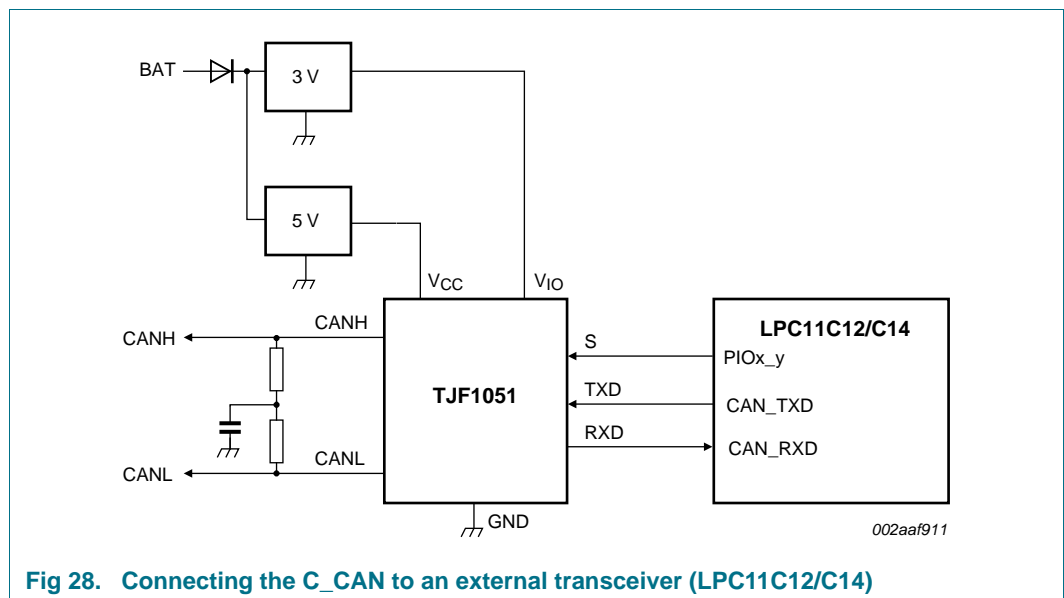 BAT
3 V
5 V
VCC
VIO
CANH
CANH
LPC11C12/C14
S
PIOx_y
TJF1051
TXD
CAN_TXD
RXD
CAN_RXD
CANL
CANL
GND
002aaf911
Fig 28. Connecting the C_CAN to an external transceiver (LPC11C12/C14)